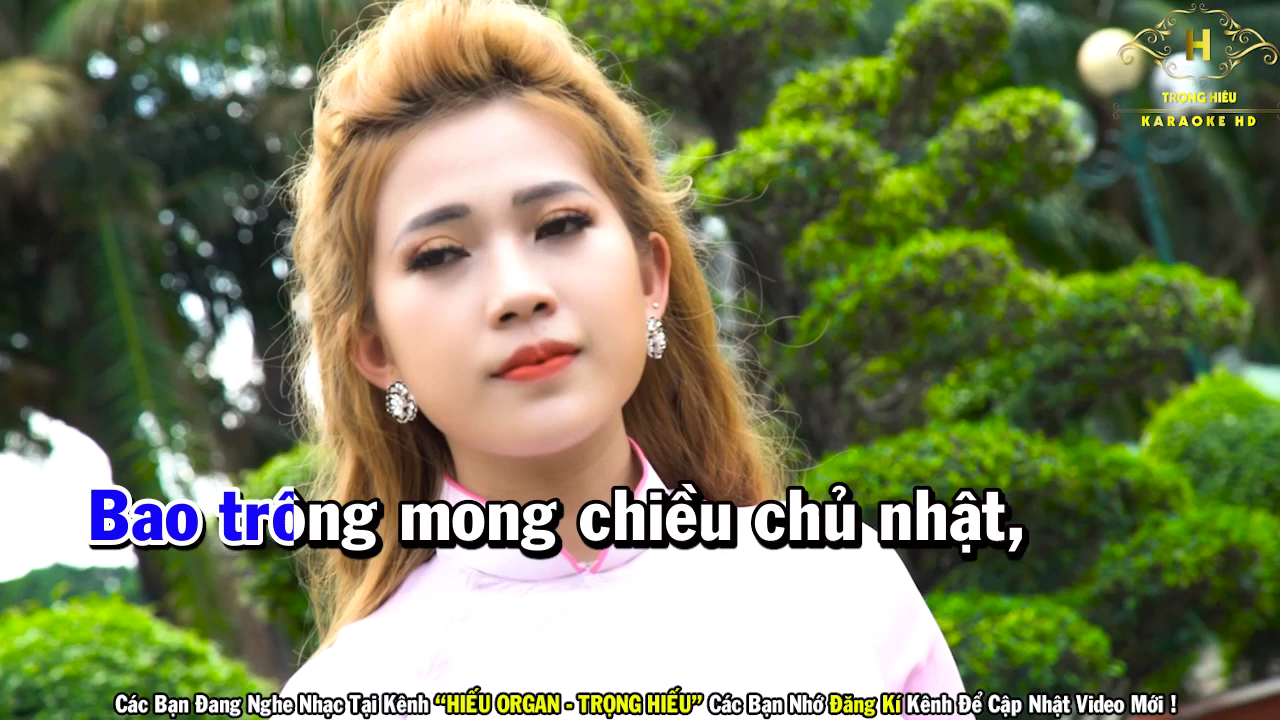 H
TRỌNG HIẾU
KARAOKE HD
Bao trông mong chiều chủ nhật,
Các Bạn Đang Nghe Nhạc Tại Kênh “HIẾU ORGAN - TRỌNG HIẾU” Các Bạn Nhớ Đăng Kí Kênh Để Cập Nhật Video Mới !